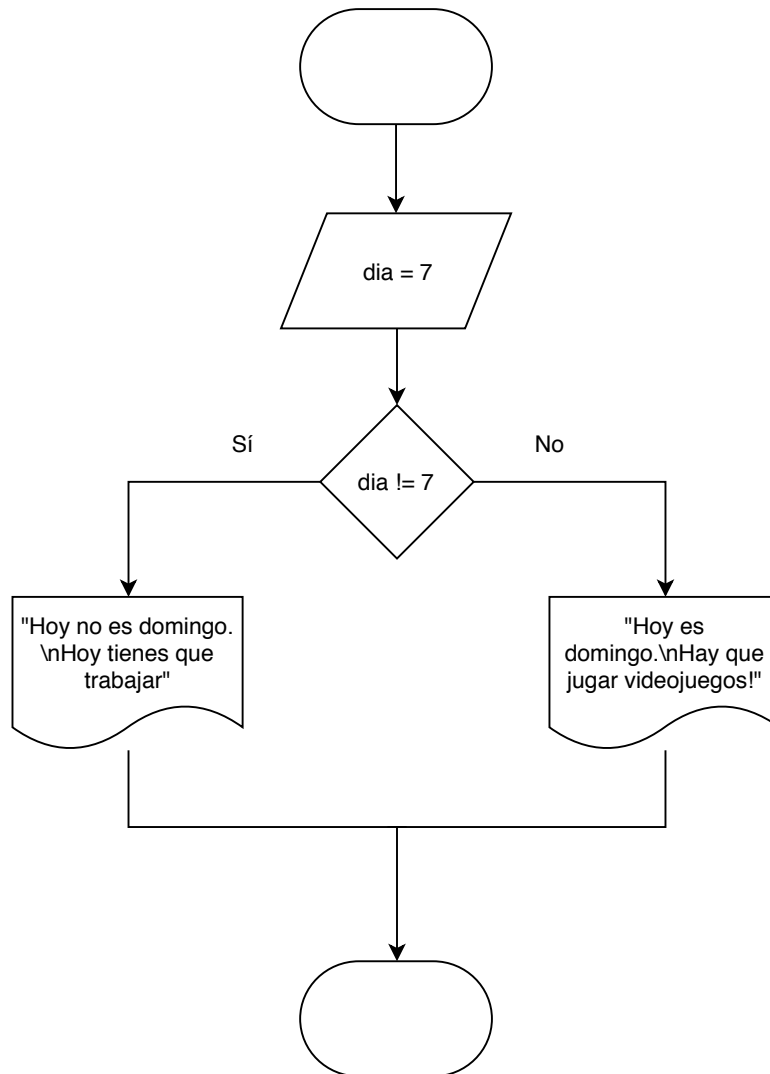 dia = 7
Sí
No
dia != 7
"Hoy no es domingo.
\nHoy tienes que
trabajar"
"Hoy es
domingo.\nHay que
jugar videojuegos!"